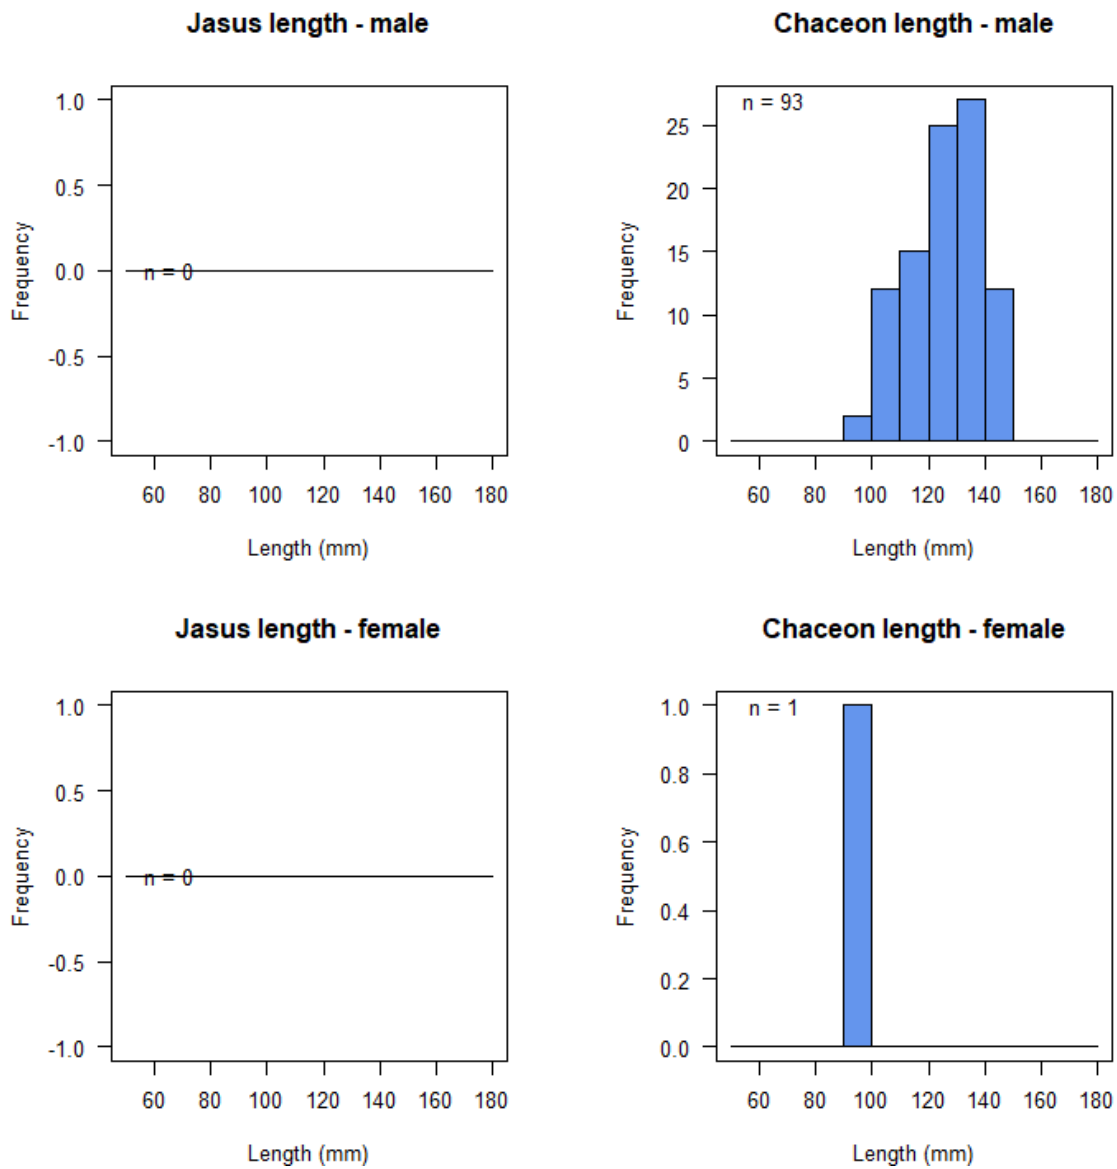 Jasus length - male
1.0
0.5
0.0
-0.5
-1.0
Frequency
n = 0
60 80 100 120 140 160 180
Length (mm)
Chaceon length - male
n = 93
25
20
15
10
5
0
Frequency
60 80 100 120 140 160 180
Length (mm)
Jasus length - female
1.0
0.5
0.0
-0.5
-1.0
Frequency
n = 0
60 80 100 120 140 160 180
Length (mm)
Chaceon length - female
n = 1
1.0
0.8
0.6
0.4
0.2
0.0
Frequency
60 80 100 120 140 160 180
Length (mm)